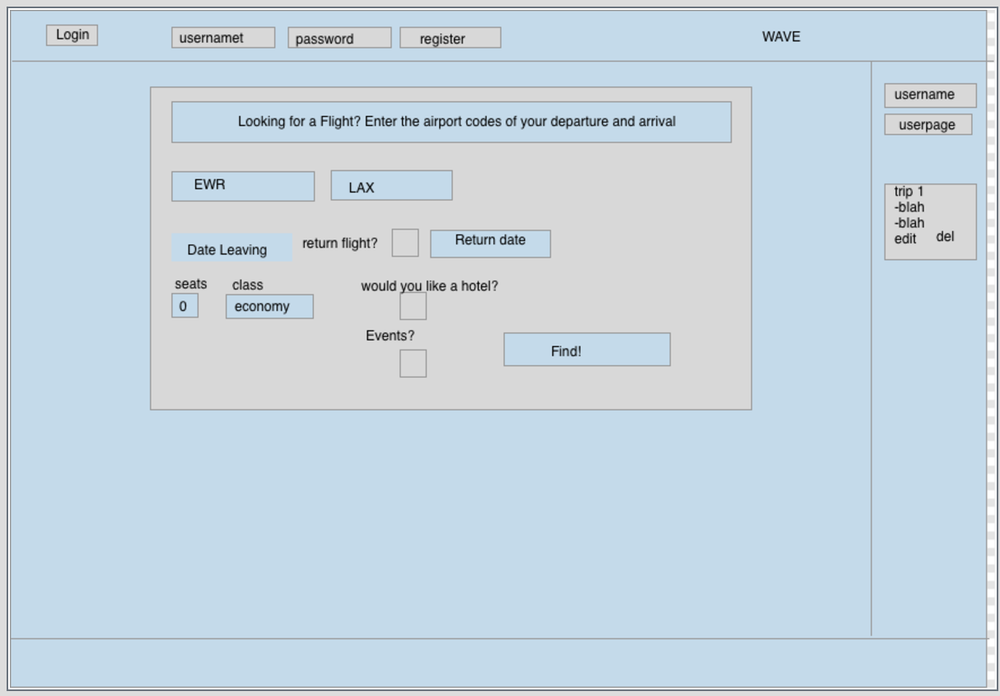 Login
usernamet
password
register
WAVE
Looking for a Flight? Enter the airport codes of your departure and arrival
EWR
LAX
Date Leaving
return flight?
Return date
seats
class
would you like a hotel?
0
economy
Events?
Find!
username
userpage
trip 1
-blah
-blah
edit
del